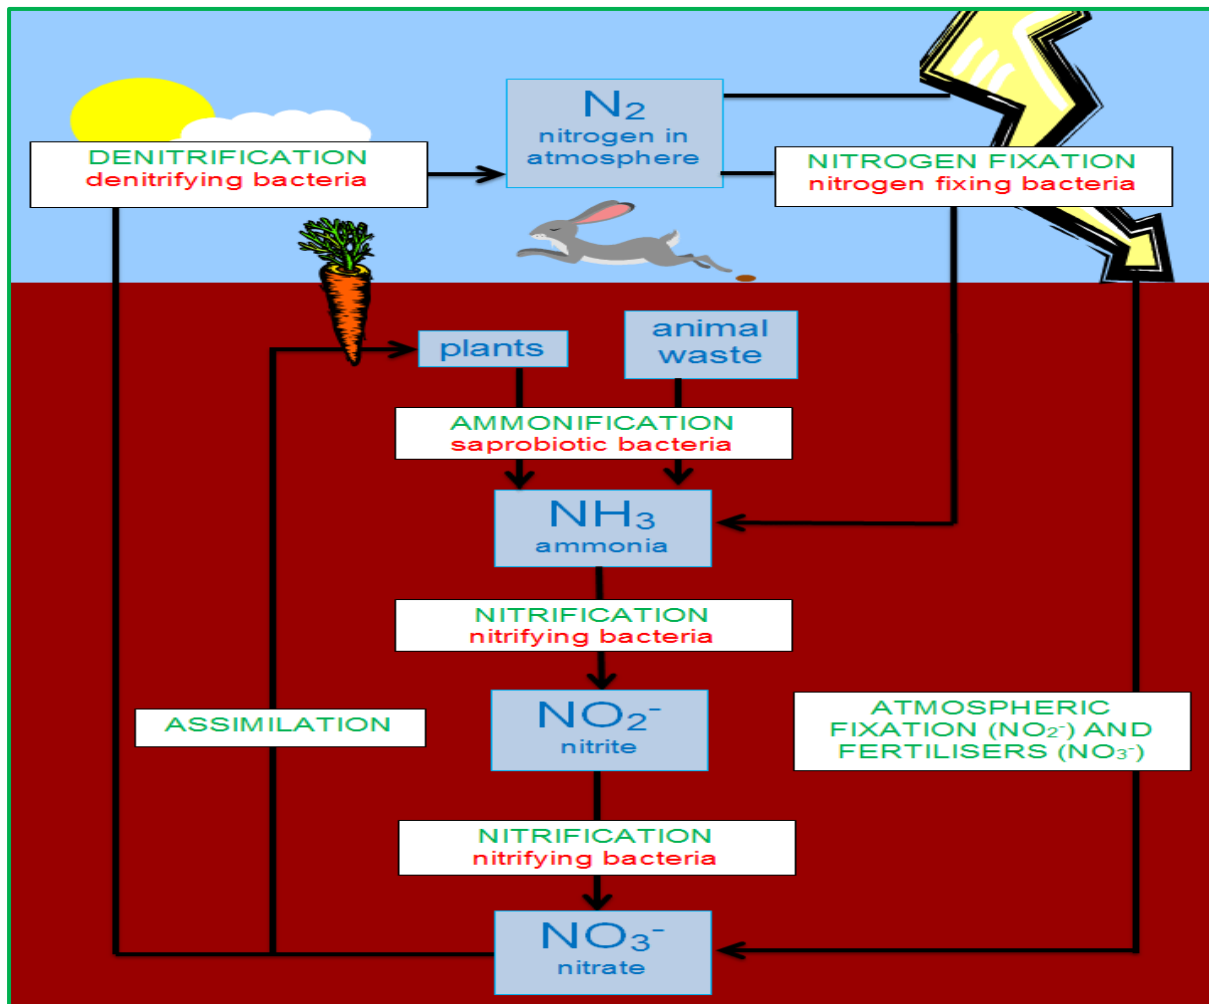 N₂
nitrogen in
atmosphere
DENITRIFICATION
denitrifying bacteria
NITROGEN FIXATION
nitrogen fixing bacteria
plants
animal
waste
AMMONIFICATION
saprobiotic bacteria
NH₃
ammonia
NITRIFICATION
nitrifying bacteria
NO₂⁻
nitrite
ASSIMILATION
ATMOSPHERIC
FIXATION (NO₂⁻) AND
FERTILISERS (NO₃⁻)
NITRIFICATION
nitrifying bacteria
NO₃⁻
nitrate